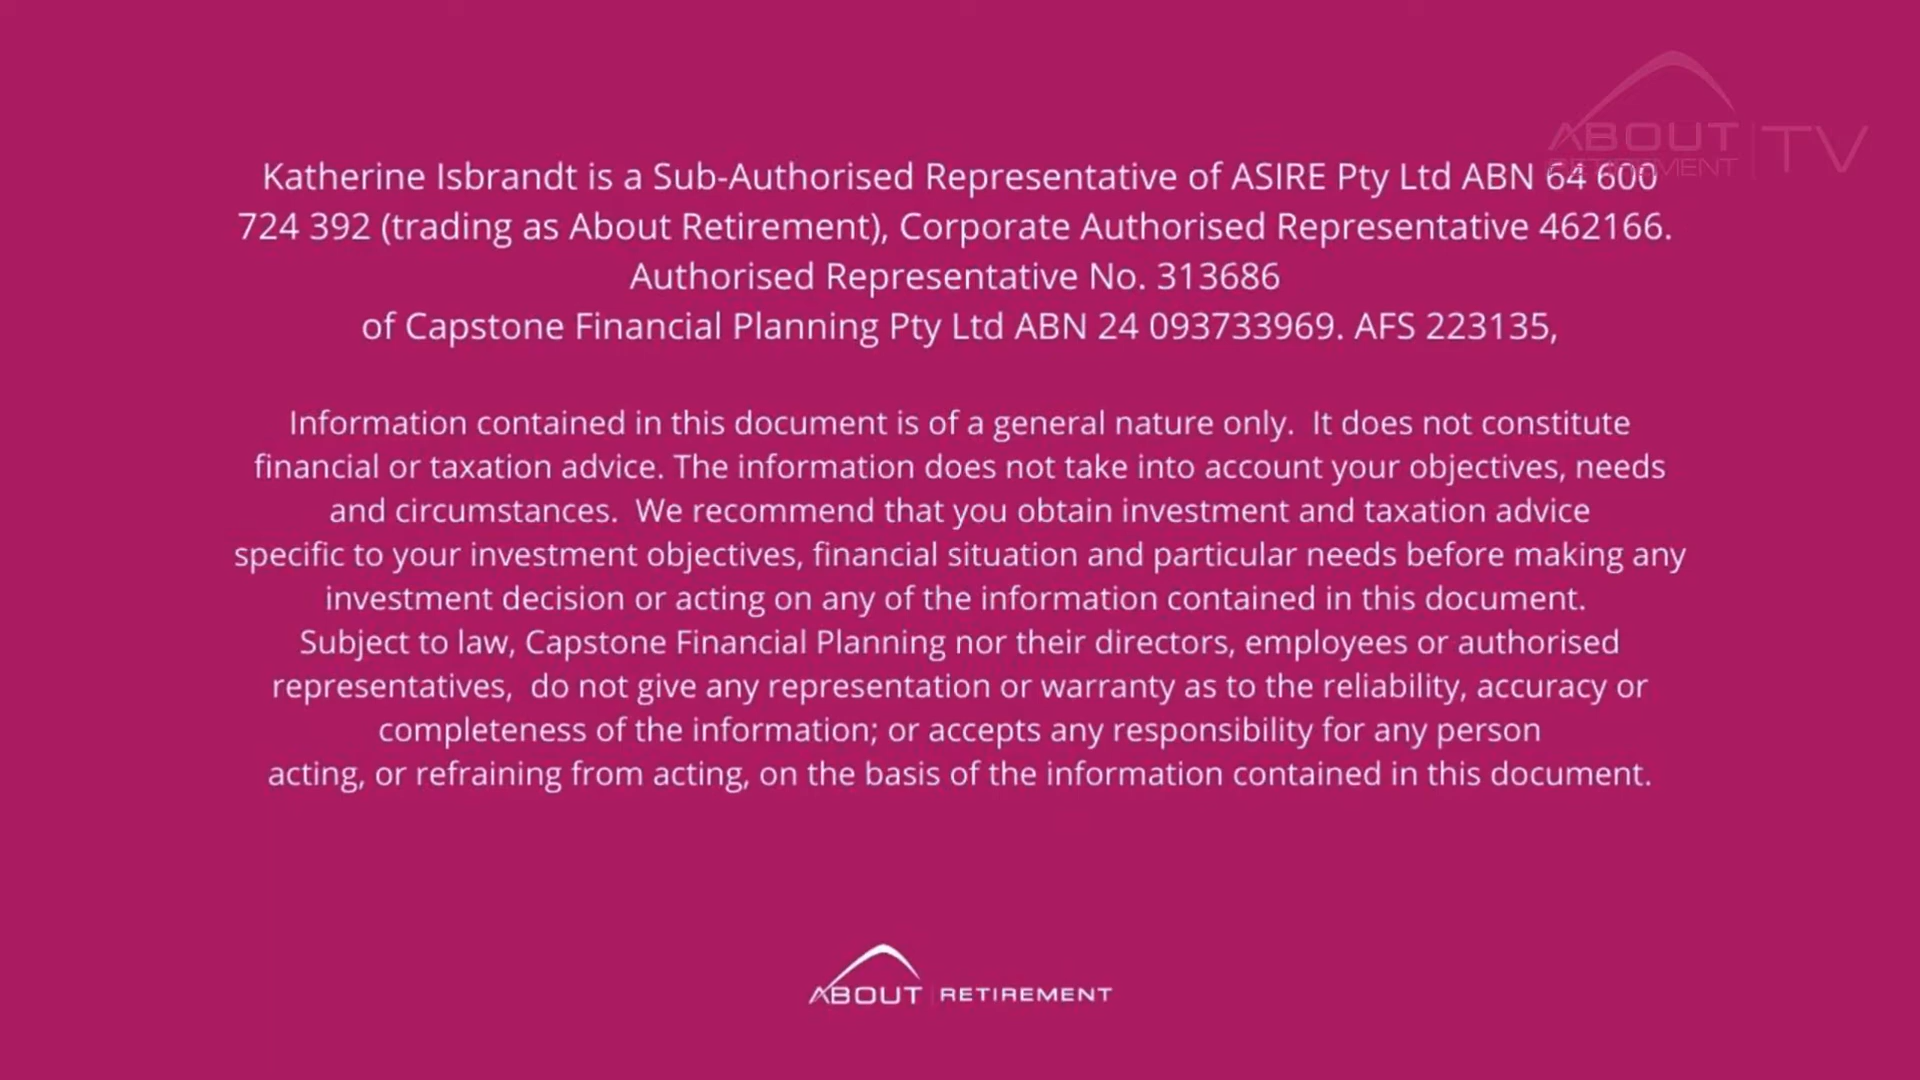 ABOUT
RETIREMENT
TV
Katherine Isbrandt is a Sub-Authorised Representative of ASIRE Pty Ltd ABN 64 600
724 392 (trading as About Retirement), Corporate Authorised Representative 462166.
Authorised Representative No. 313686
of Capstone Financial Planning Pty Ltd ABN 24 093733969. AFS 223135,
Information contained in this document is of a general nature only.  It does not constitute
financial or taxation advice. The information does not take into account your objectives, needs
and circumstances.  We recommend that you obtain investment and taxation advice
specific to your investment objectives, financial situation and particular needs before making any
investment decision or acting on any of the information contained in this document.
Subject to law, Capstone Financial Planning nor their directors, employees or authorised
representatives,  do not give any representation or warranty as to the reliability, accuracy or
completeness of the information; or accepts any responsibility for any person
acting, or refraining from acting, on the basis of the information contained in this document.
ABOUT RETIREMENT